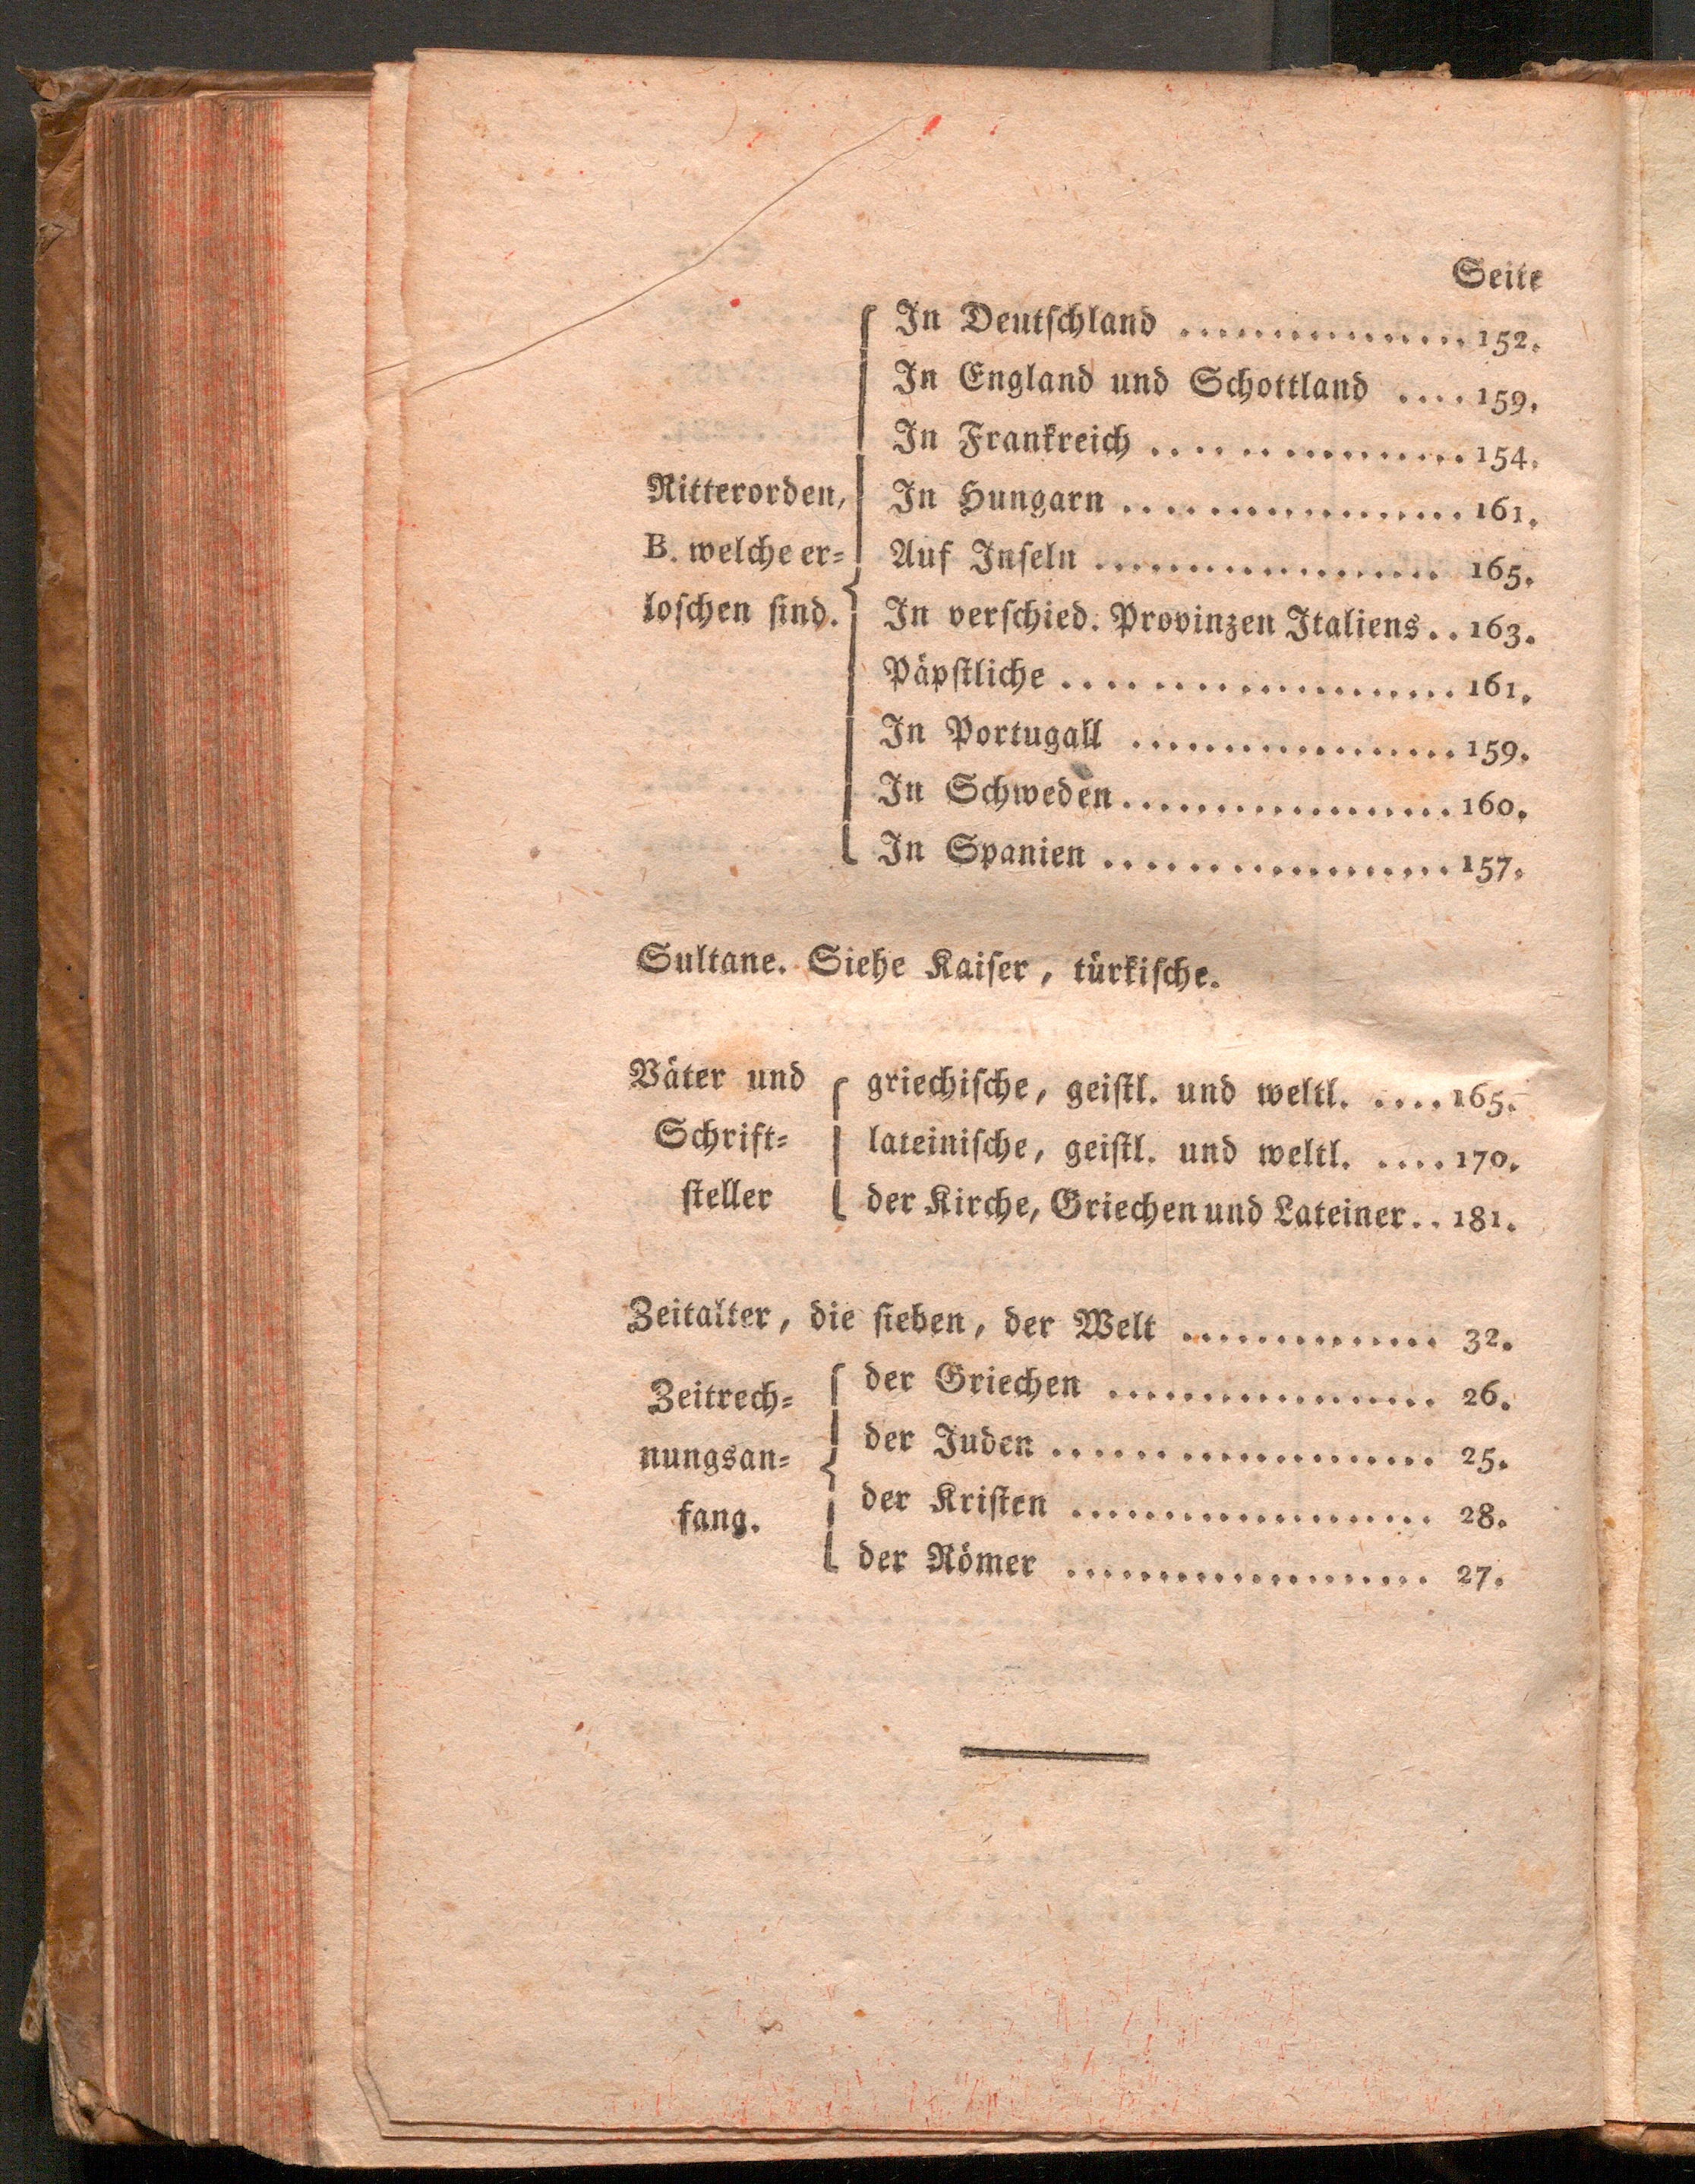 Seite
In Deutſchland ............... 152.
In England und Schottland .... 159.
In Frankreich ................. 154.
Ritterorden, In Hungarn ................... 161.
B. welche er= Auf Inſeln ................... 165.
loſchen ſind. In verſchied. Provinzen Italiens.. 163.
Päpſtliche ...................... 161.
In Portugall .................. 159.
In Schweden.................. 160.
In Spanien ................... 157.
Sultane. Siehe Kaiſer, türkiſche.
Väter und griechiſche, geiſtl. und weltl. .... 165.
Schrift= lateiniſche, geiſtl. und weltl. .... 170.
ſteller der Kirche, Griechen und Lateiner.. 181.
Zeitalter, die ſieben, der Welt .............. 32.
Zeitrech= der Griechen .................. 26.
nungsan= der Juden ..................... 25.
fang. der Kriſten .................... 28.
der Römer .................... 27.